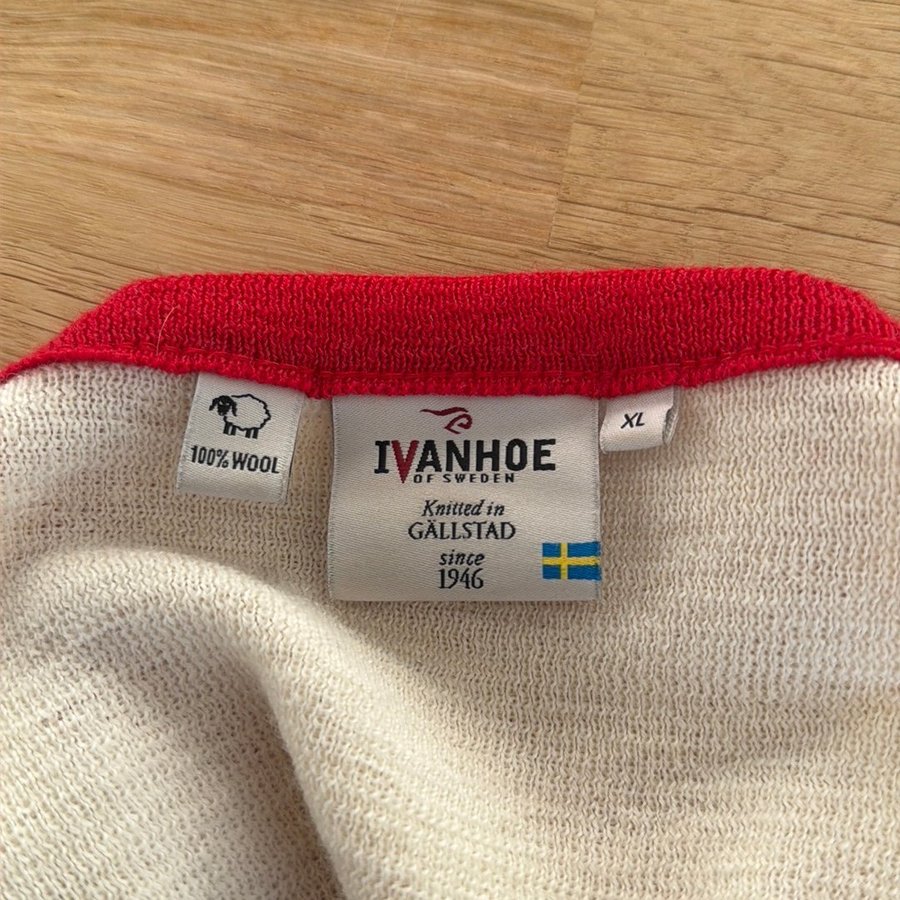 100% WOOL
IVANHOE
OF SWEDEN
Knitted in
GÄLLSTAD
since
1946
XL